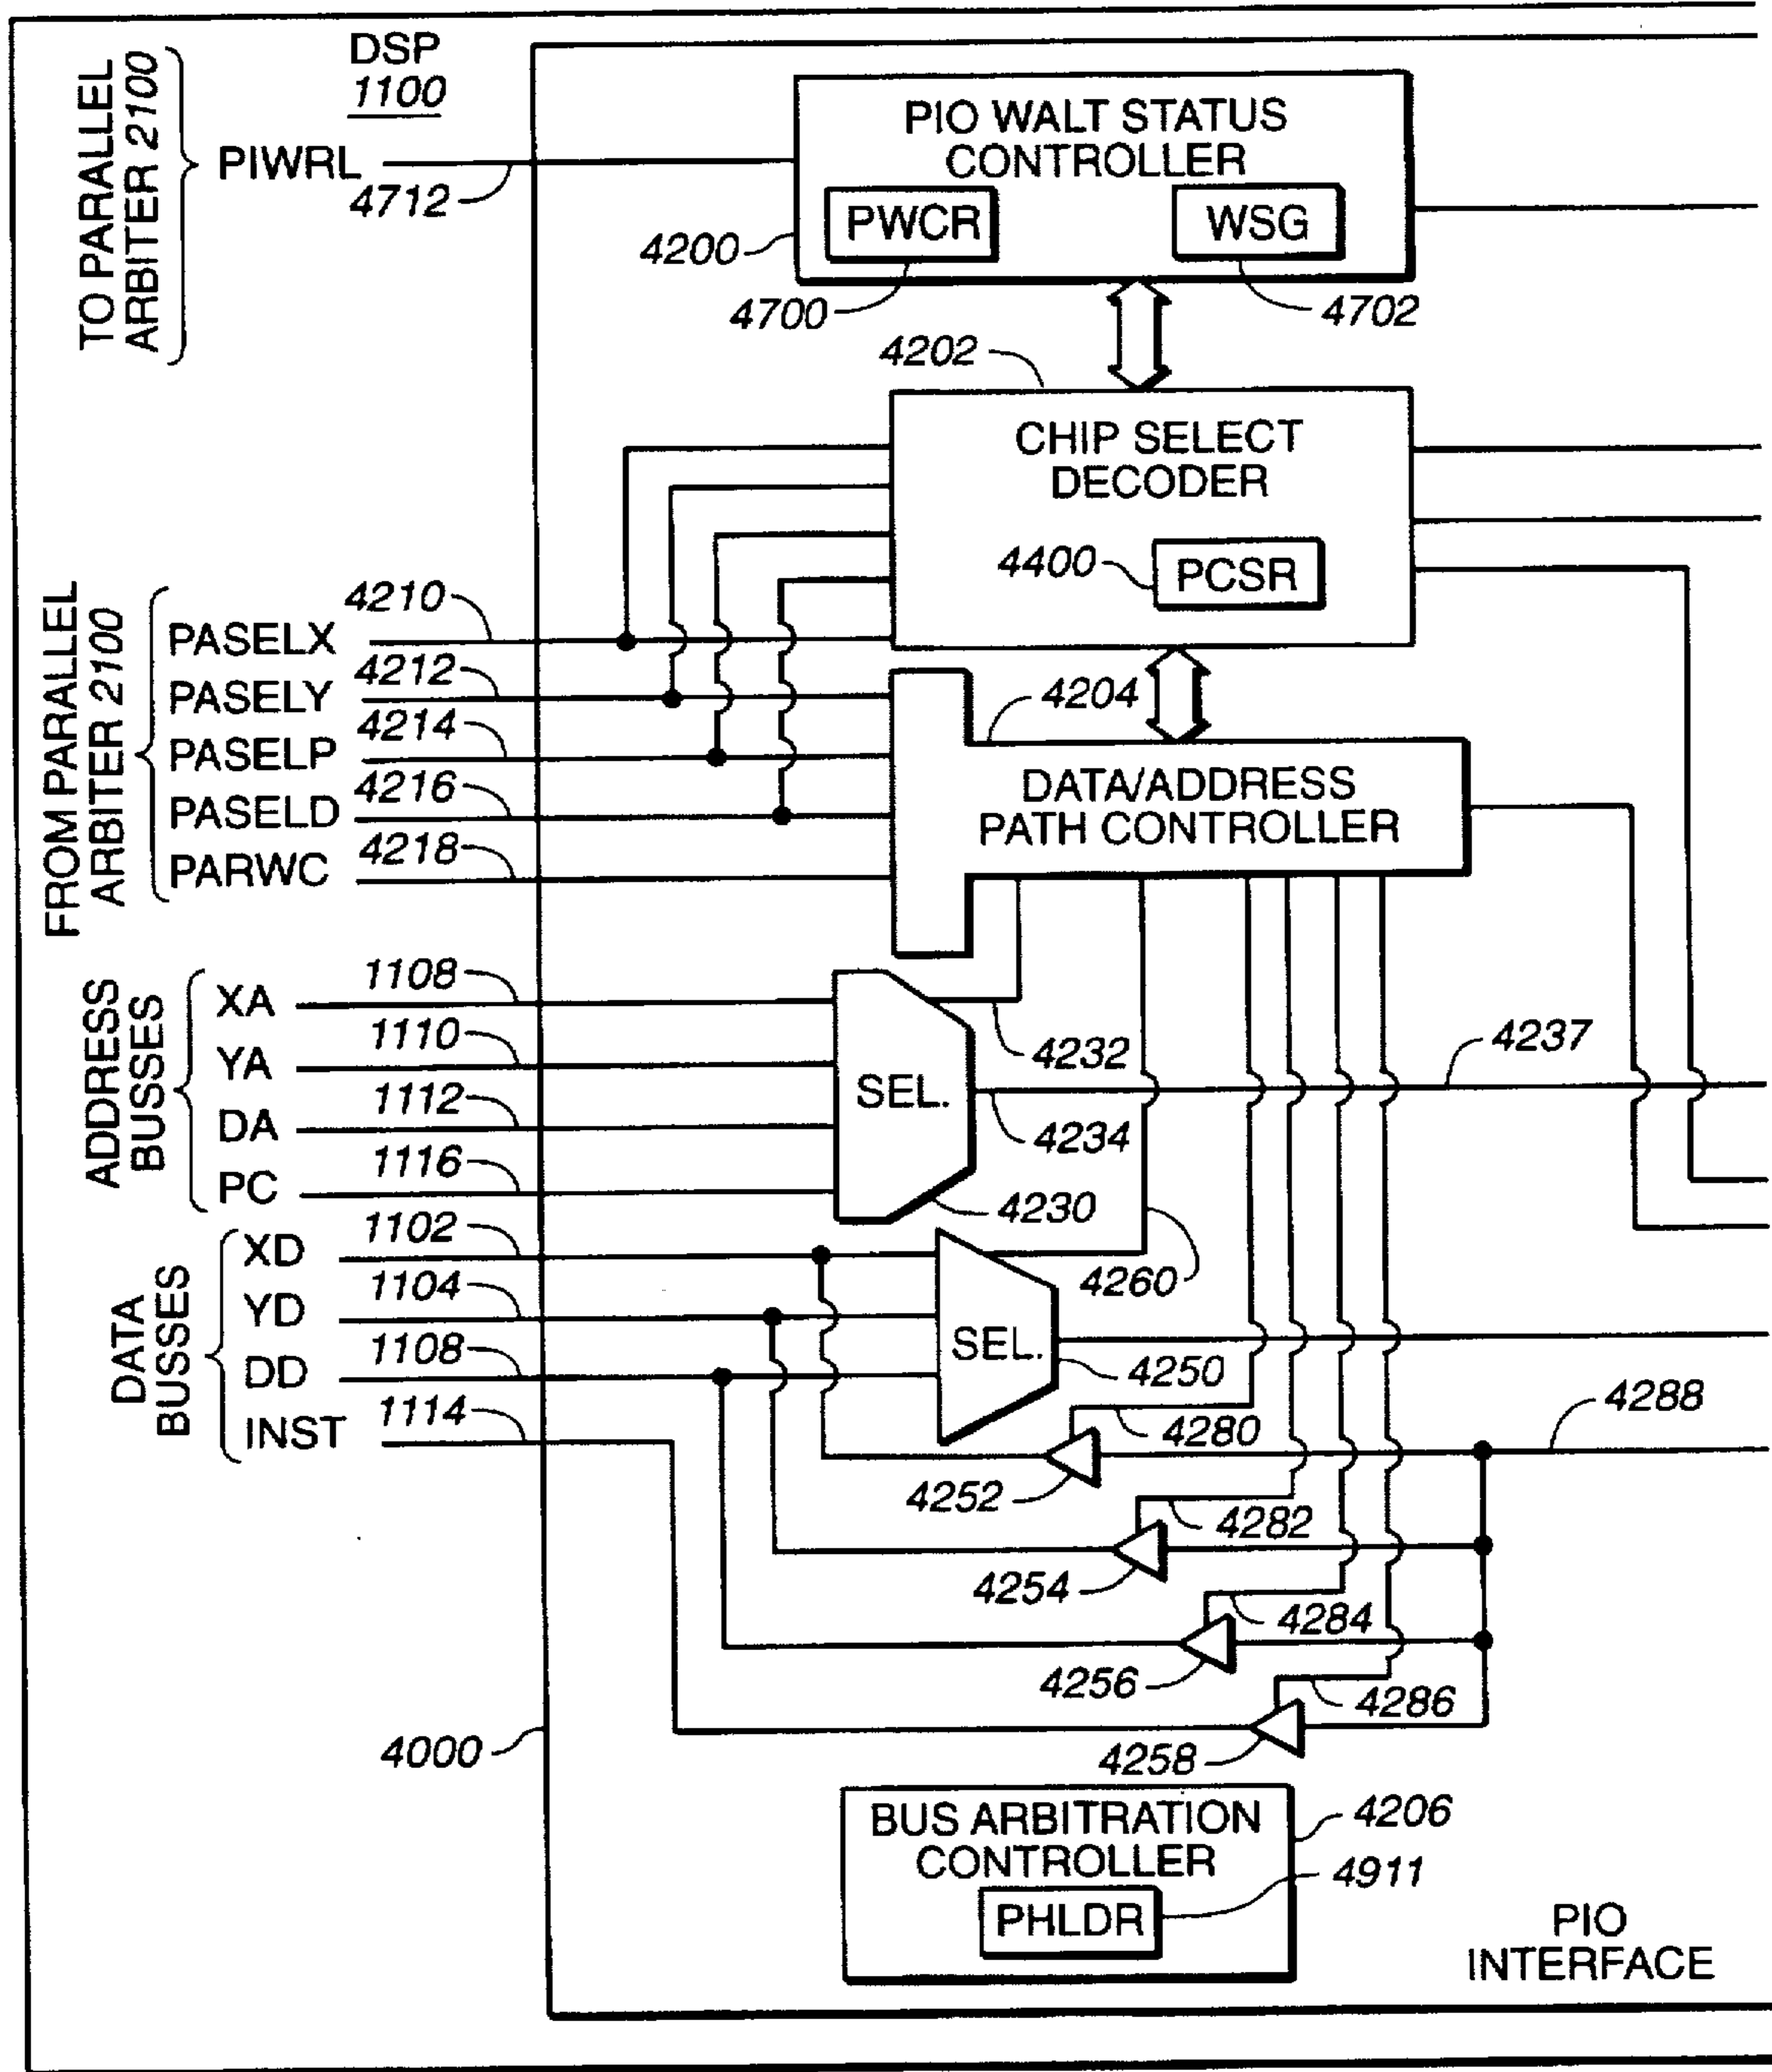 DSP
1100
TO PARALLEL
ARBITER 2100
PIWRL
4712
PIO WALT STATUS
CONTROLLER
PWCR
WSG
4200
4700
4702
4202
CHIP SELECT
DECODER
4400
PCSR
FROM PARALLEL
ARBITER 2100
PASELX
4210
PASELY
4212
PASELP
4214
PASELD
4216
PARWC
4218
4204
DATA/ADDRESS
PATH CONTROLLER
ADDRESS
BUSSES
XA
1108
YA
1110
DA
1112
PC
1116
SEL.
4232
4237
4234
4230
DATA
BUSSES
XD
1102
YD
1104
DD
1108
INST
1114
SEL.
4260
4250
4280
4288
4252
4282
4254
4284
4256
4286
4258
4000
BUS ARBITRATION
CONTROLLER
PHLDR
4206
4911
PIO
INTERFACE